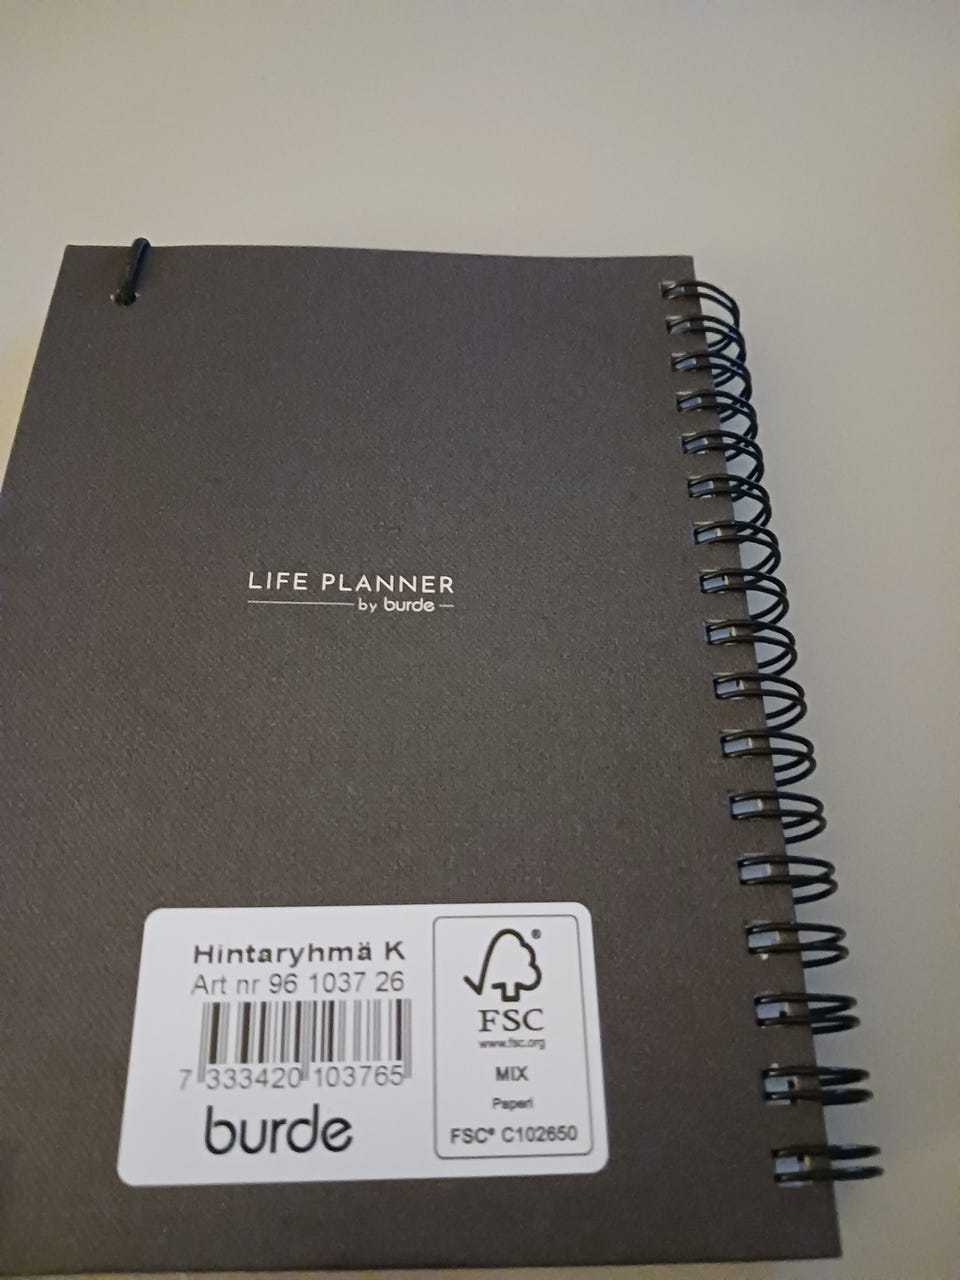 LIFE PLANNER
by burde
Hintaryhmä K
Art nr 96 1037 26
7 333420 103765
burde
®
FSC
www.fsc.org
MIX
Paper|
FSC® C102650